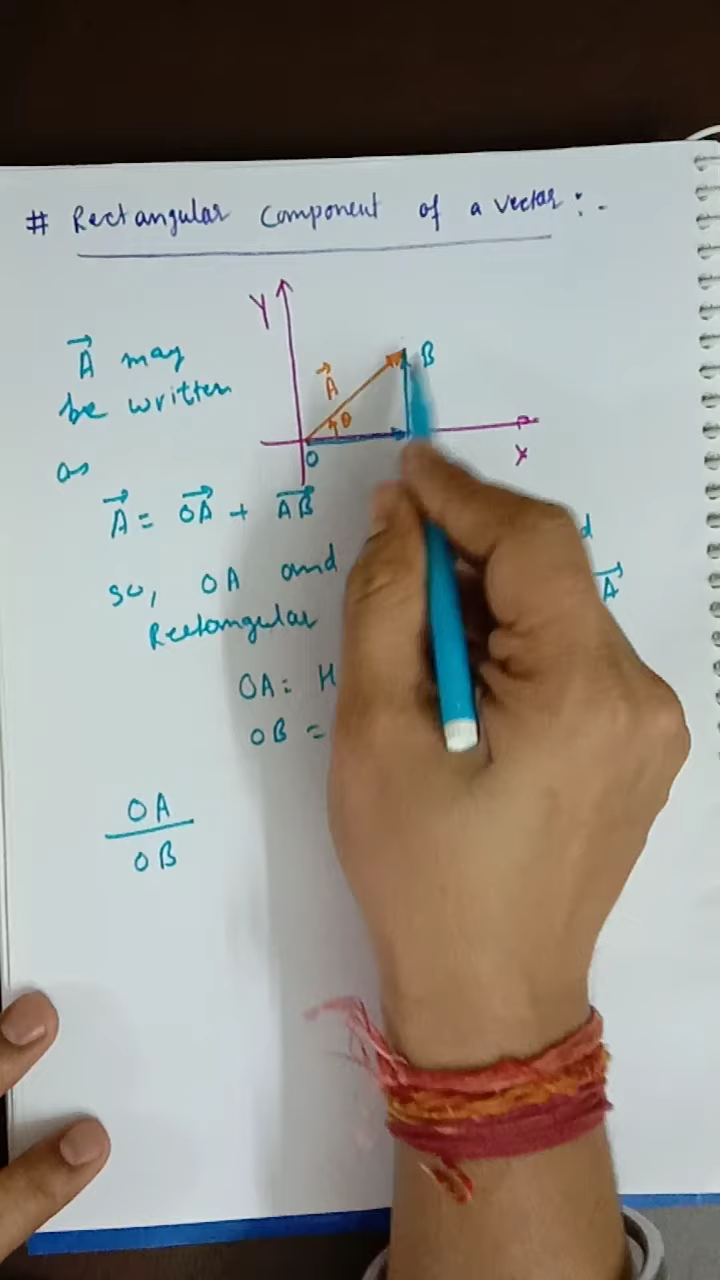 # Rectangular Component of a vector :-
Y
A may
B
A
be written
θ
O
X
as
A = OA + AB
d
so, OA and
A
Rectangular
OA: H
OB =
OA
OB